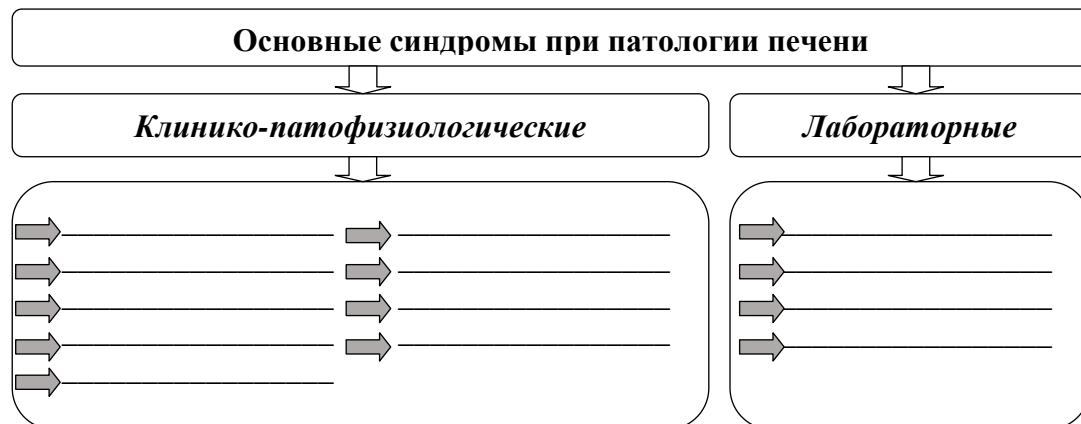 Основные синдромы при патологии печени
Клинико-патофизиологические
Лабораторные